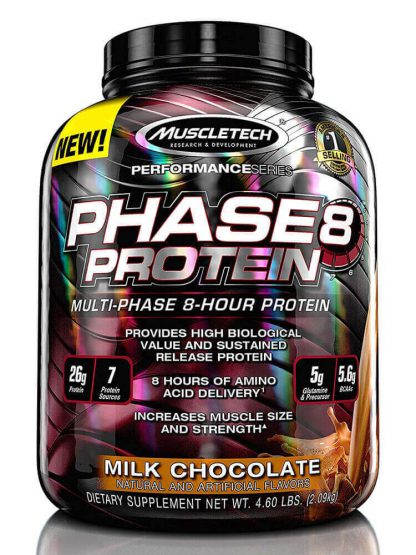 NEW!
MUSCLETECH
RESEARCH & DEVELOPMENT
SELLING
PERFORMANCESERIES
PHASE8
PROTEIN
MULTI-PHASE 8-HOUR PROTEIN
PROVIDES HIGH BIOLOGICAL
VALUE AND SUSTAINED
RELEASE PROTEIN
26g
Protein
7
Protein
Sources
8 HOURS OF AMINO
ACID DELIVERY¹
5g
Glutamine
& Precursor
5.6g
BCAAs
INCREASES MUSCLE SIZE
AND STRENGTH▲
MILK CHOCOLATE
NATURAL AND ARTIFICIAL FLAVORS
DIETARY SUPPLEMENT NET WT. 4.60 LBS. (2.09kg)